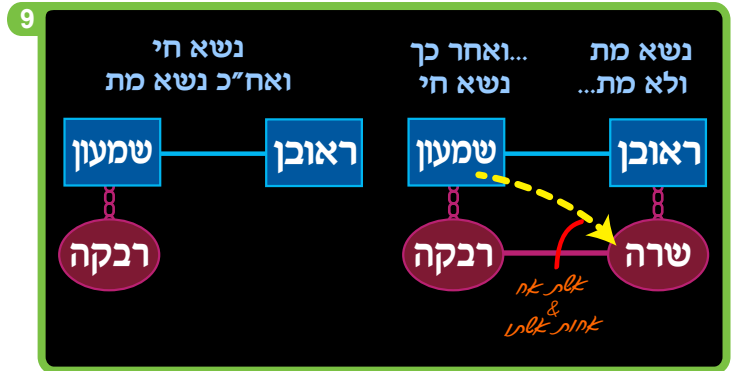 9
נשא מת
ולא מת...
...ואחר כך
נשא חי
נשא חי
ואח״כ נשא מת
ראובן
שמעון
ראובן
שמעון
שרה
רבקה
רבקה
אשת אח
&
אחות אשתו